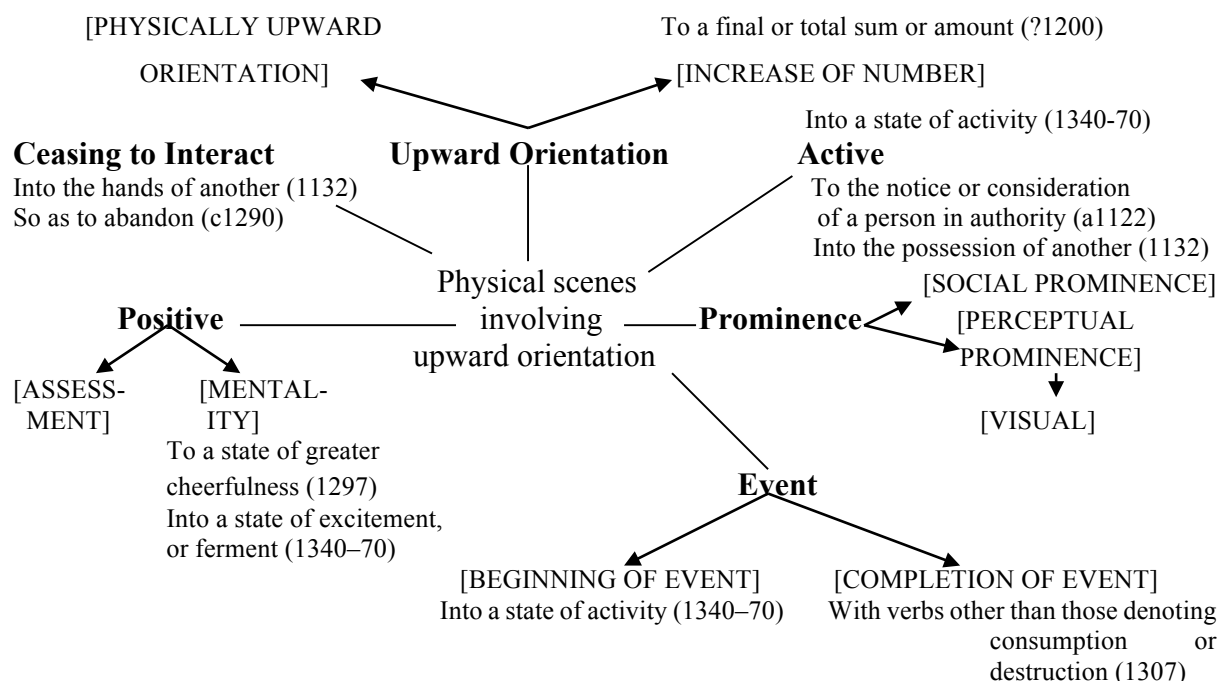 [PHYSICALLY UPWARD
ORIENTATION]
To a final or total sum or amount (?1200)
[INCREASE OF NUMBER]
Ceasing to Interact
Into the hands of another (1132)
So as to abandon (c1290)
Upward Orientation
Into a state of activity (1340-70)
Active
To the notice or consideration
of a person in authority (a1122)
Into the possession of another (1132)
Physical scenes
involving
upward orientation
Positive
[ASSESS-
MENT]
[MENTAL-
ITY]
To a state of greater
cheerfulness (1297)
Into a state of excitement,
or ferment (1340–70)
Prominence
[SOCIAL PROMINENCE]
[PERCEPTUAL
PROMINENCE]
[VISUAL]
Event
[BEGINNING OF EVENT]
Into a state of activity (1340–70)
[COMPLETION OF EVENT]
With verbs other than those denoting
consumption or
destruction (1307)